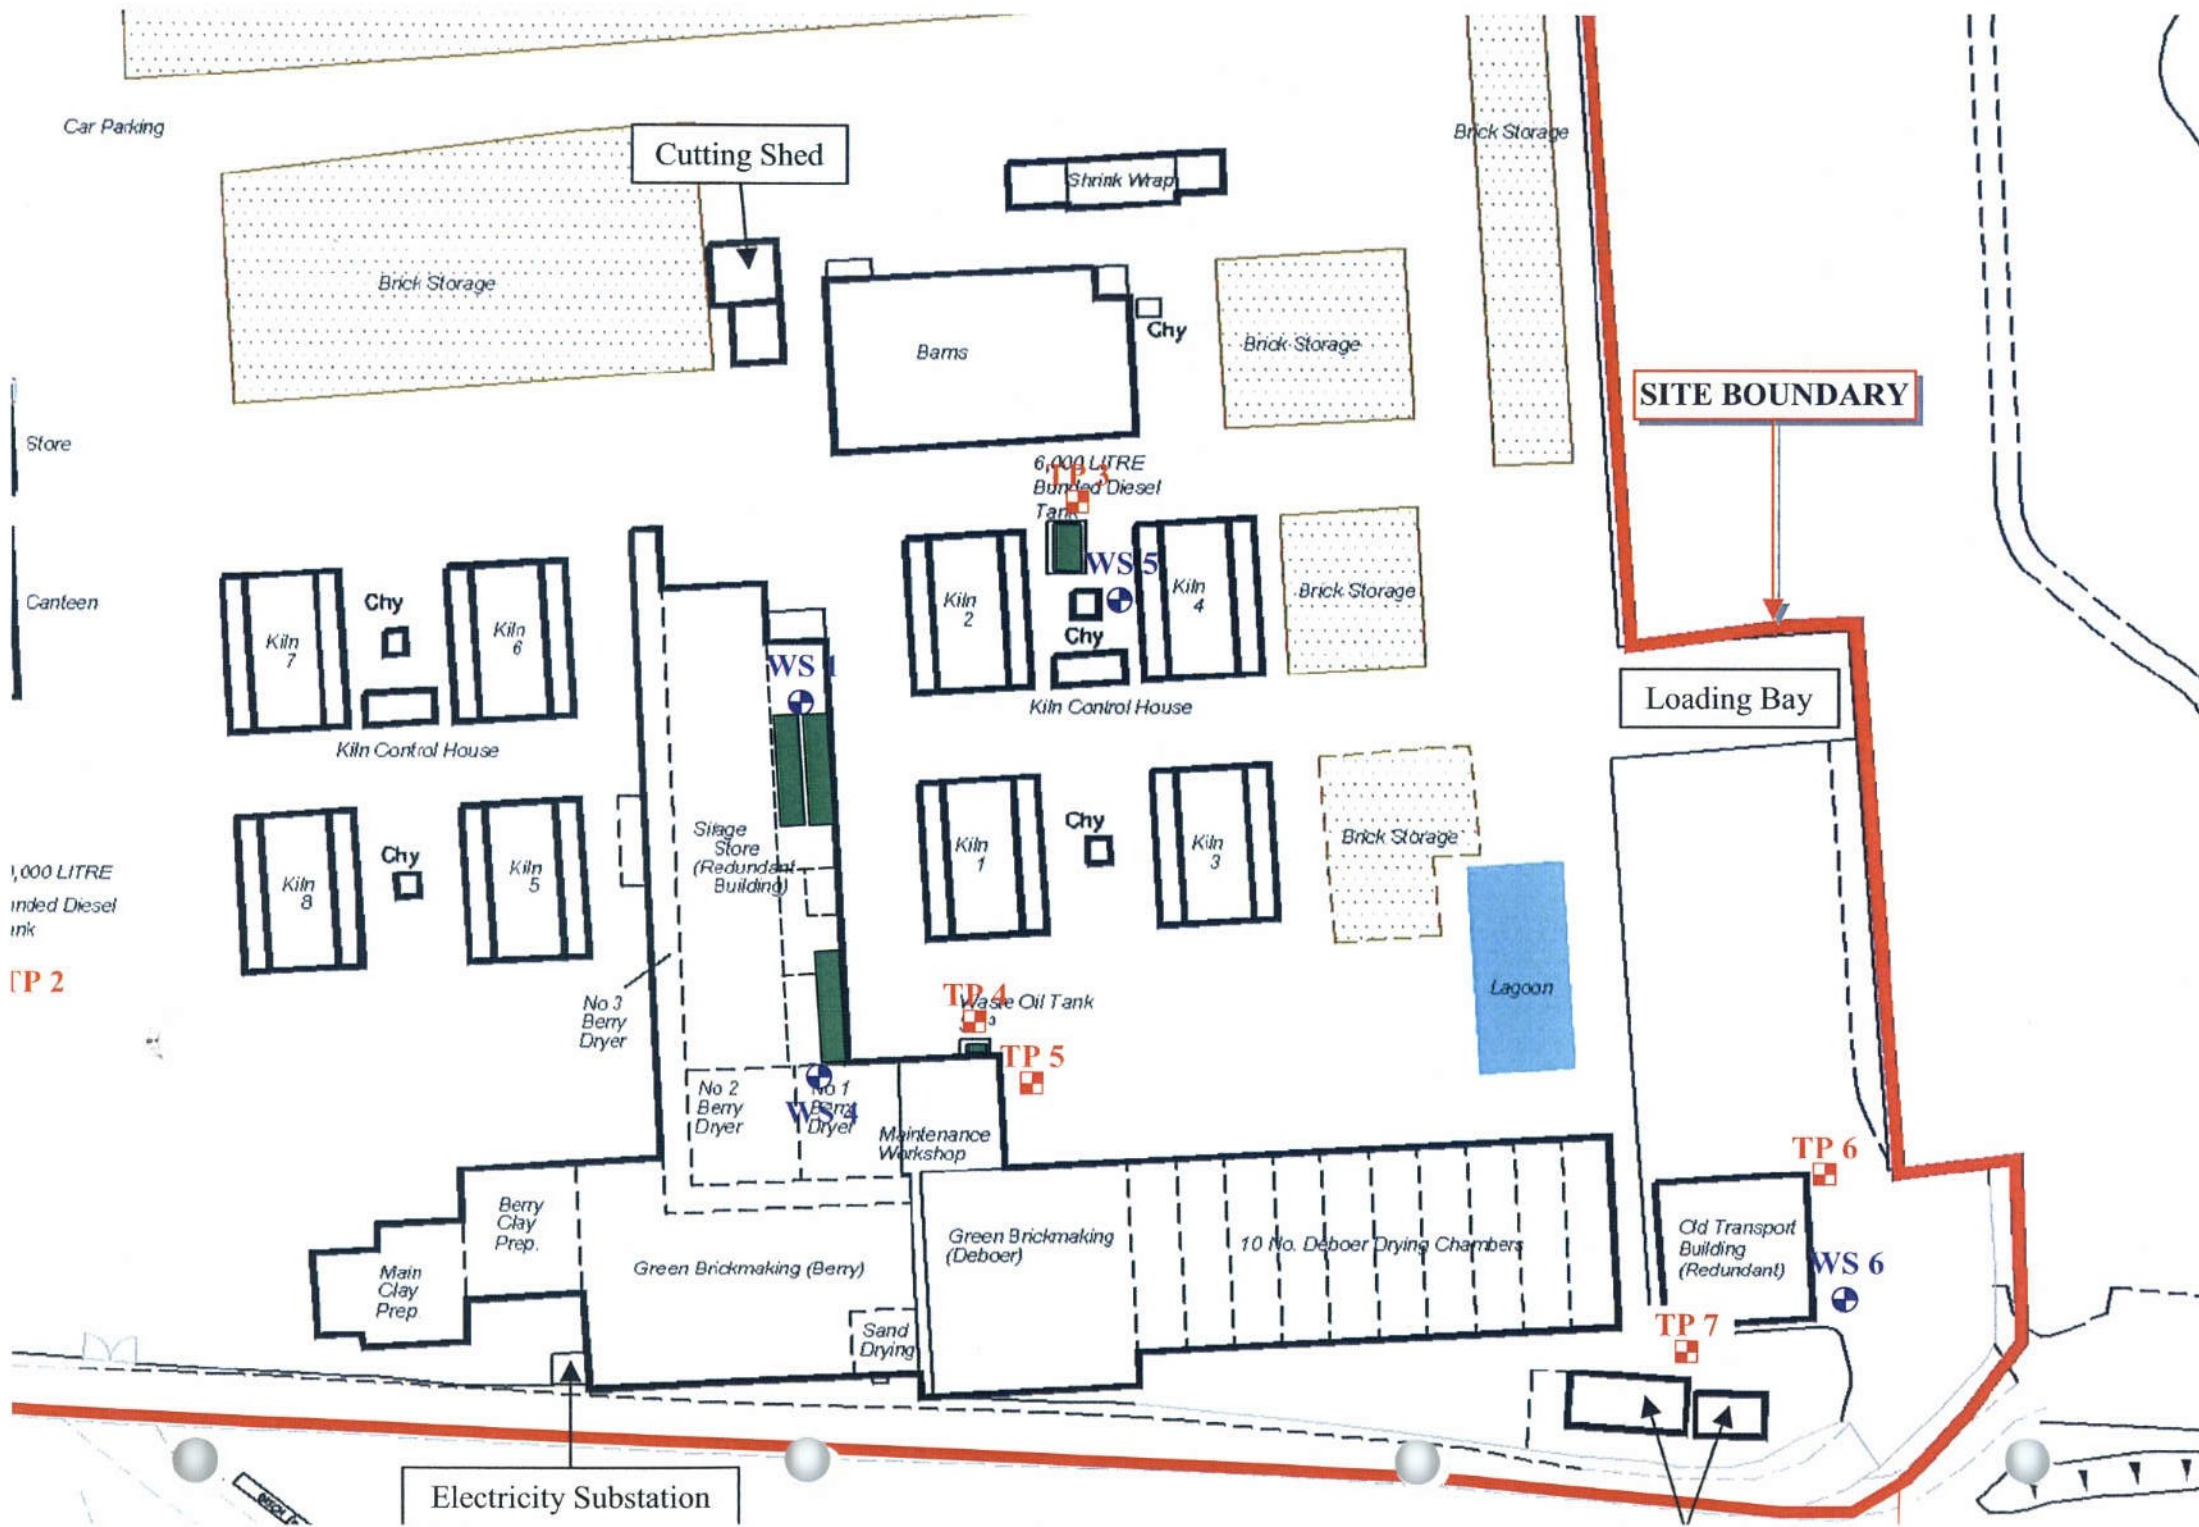 Car Parking
Cutting Shed
Shrink Wrap
Brick Storage
Brick Storage
Barns
Chy
Brick Storage
SITE BOUNDARY
Store
6,000 LITRE
TP 3
Bunded Diesel
Tank
WS 5
Kiln
2
Kiln
4
Brick Storage
Chy
Canteen
Chy
Kiln
7
Kiln
6
Kiln Control House
WS 1
Kiln Control House
Loading Bay
Silage
Store
(Redundant
Building)
Kiln
1
Chy
Kiln
3
Brick Storage
Kiln
8
Chy
Kiln
5
,000 LITRE
nded Diesel
nk
TP 2
No 3
Berry
Dryer
TP 4
Waste Oil Tank
TP 5
Lagoon
No 2
Berry
Dryer
No 1
Berry
Dryer
WS 4
Maintenance
Workshop
TP 6
Berry
Clay
Prep.
Main
Clay
Prep
Green Brickmaking (Berry)
Green Brickmaking
(Deboer)
10 No. Deboer Drying Chambers
Old Transport
Building
(Redundant)
WS 6
Sand
Drying
TP 7
Electricity Substation